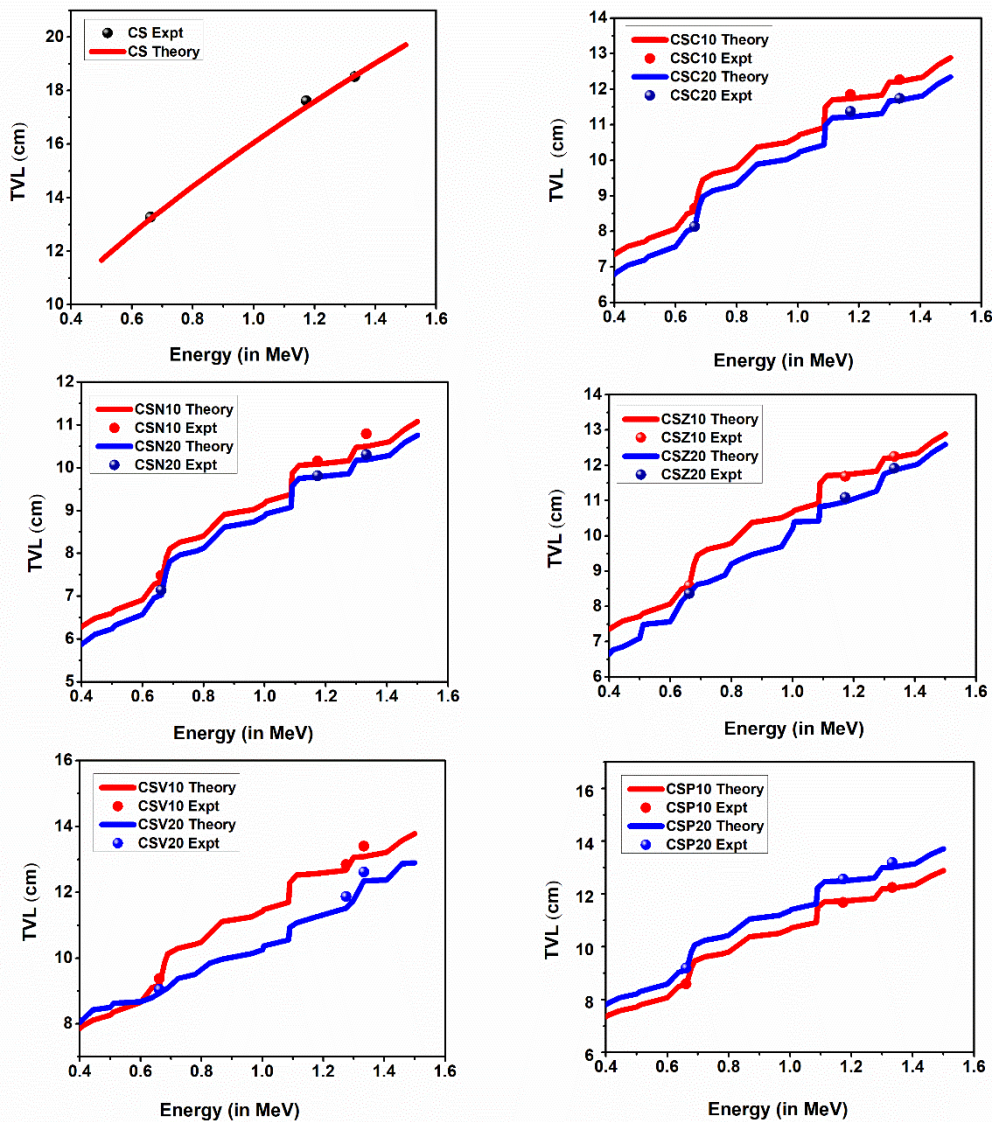 CS Expt
CS Theory
20
18
16
14
12
10
TVL (cm)
0.4 0.6 0.8 1.0 1.2 1.4 1.6
Energy (in MeV)
CSC10 Theory
CSC10 Expt
CSC20 Theory
CSC20 Expt
14
13
12
11
10
9
8
7
6
TVL (cm)
0.4 0.6 0.8 1.0 1.2 1.4 1.6
Energy (in MeV)
CSN10 Theory
CSN10 Expt
CSN20 Theory
CSN20 Expt
12
11
10
9
8
7
6
5
TVL (cm)
0.4 0.6 0.8 1.0 1.2 1.4 1.6
Energy (in MeV)
CSZ10 Theory
CSZ10 Expt
CSZ20 Theory
CSZ20 Expt
14
13
12
11
10
9
8
7
6
TVL (cm)
0.4 0.6 0.8 1.0 1.2 1.4 1.6
Energy (in MeV)
CSV10 Theory
CSV10 Expt
CSV20 Theory
CSV20 Expt
16
14
12
10
8
TVL (cm)
0.4 0.6 0.8 1.0 1.2 1.4 1.6
Energy (in MeV)
CSP10 Theory
CSP10 Expt
CSP20 Theory
CSP20 Expt
16
14
12
10
8
6
TVL (cm)
0.4 0.6 0.8 1.0 1.2 1.4 1.6
Energy (in MeV)